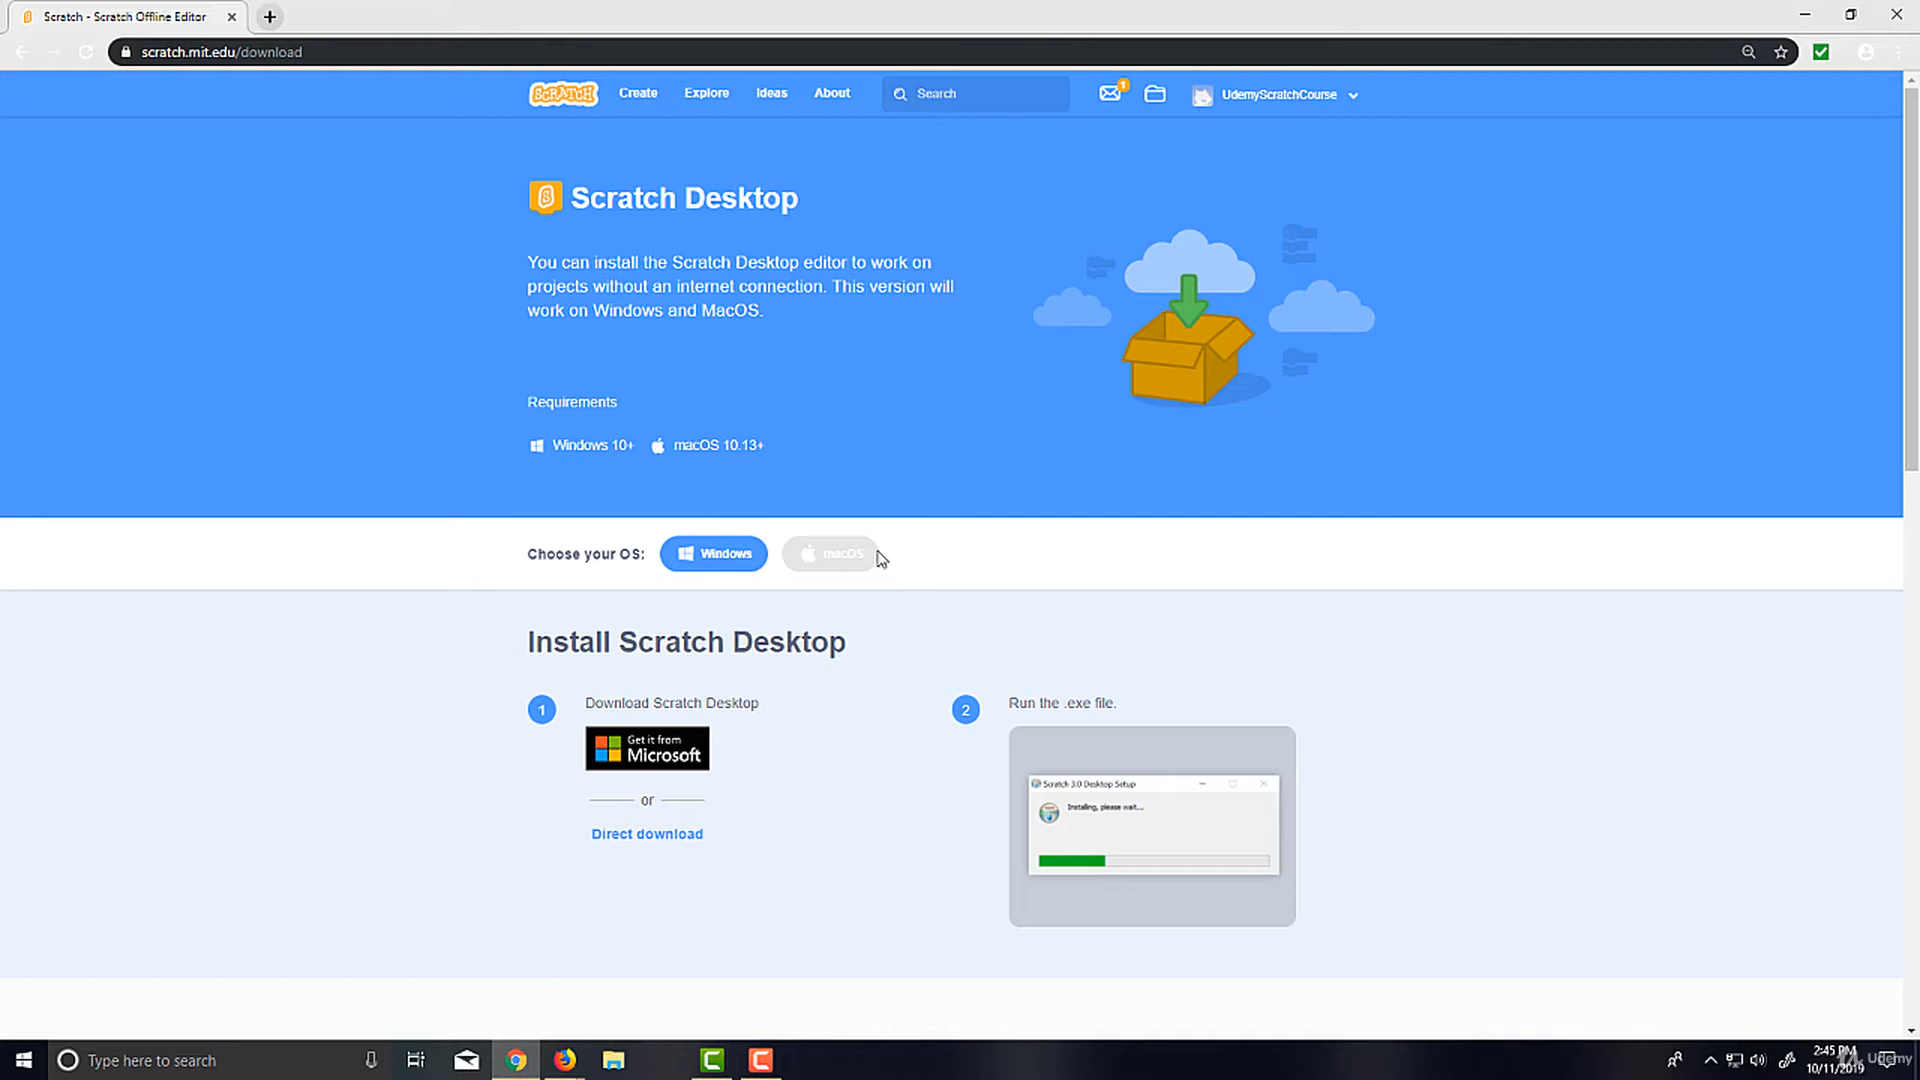 Scratch - Scratch Offline Editor
scratch.mit.edu/download
SCRATCH
Create
Explore
Ideas
About
Search
1
UdemyScratchCourse
Scratch Desktop
You can install the Scratch Desktop editor to work on
projects without an internet connection. This version will
work on Windows and MacOS.
Requirements
Windows 10+
macOS 10.13+
Choose your OS:
Windows
macOS
Install Scratch Desktop
1
Download Scratch Desktop
Get it from
Microsoft
or
Direct download
2
Run the .exe file.
Scratch 3.0 Desktop Setup
Installing, please wait...
Type here to search
2:45 PM
10/11/2019
Udemy